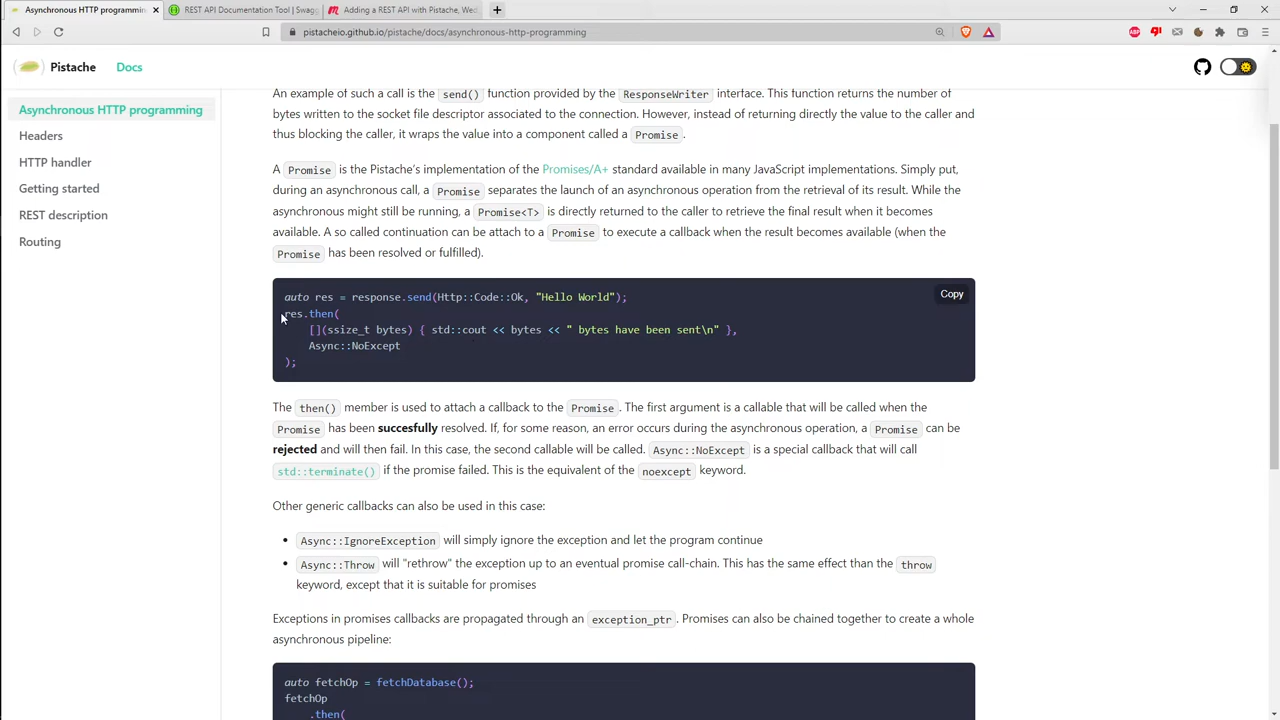 Asynchronous HTTP programmin
REST API Documentation Tool | Swagg
Adding a REST API with Pistache, Wed
pistacheio.github.io/pistache/docs/asynchronous-http-programming
Pistache
Docs
Asynchronous HTTP programming
Headers
HTTP handler
Getting started
REST description
Routing
An example of such a call is the send() function provided by the ResponseWriter interface. This function returns the number of
bytes written to the socket file descriptor associated to the connection. However, instead of returning directly the value to the caller and
thus blocking the caller, it wraps the value into a component called a Promise.
A Promise is the Pistache's implementation of the Promises/A+ standard available in many JavaScript implementations. Simply put,
during an asynchronous call, a Promise separates the launch of an asynchronous operation from the retrieval of its result. While the
asynchronous might still be running, a Promise<T> is directly returned to the caller to retrieve the final result when it becomes
available. A so called continuation can be attach to a Promise to execute a callback when the result becomes available (when the
Promise has been resolved or fulfilled).
Copy
auto res = response.send(Http::Code::Ok, "Hello World");
res.then(
[](ssize_t bytes) { std::cout << bytes << " bytes have been sent\n" },
Async::NoExcept
);
The then() member is used to attach a callback to the Promise. The first argument is a callable that will be called when the
Promise has been succesfully resolved. If, for some reason, an error occurs during the asynchronous operation, a Promise can be
rejected and will then fail. In this case, the second callable will be called. Async::NoExcept is a special callback that will call
std::terminate() if the promise failed. This is the equivalent of the noexcept keyword.
Other generic callbacks can also be used in this case:
Async::IgnoreException will simply ignore the exception and let the program continue
Async::Throw will "rethrow" the exception up to an eventual promise call-chain. This has the same effect than the throw
keyword, except that it is suitable for promises
Exceptions in promises callbacks are propagated through an exception_ptr. Promises can also be chained together to create a whole
asynchronous pipeline:
auto fetchOp = fetchDatabase();
fetchOp
.then(